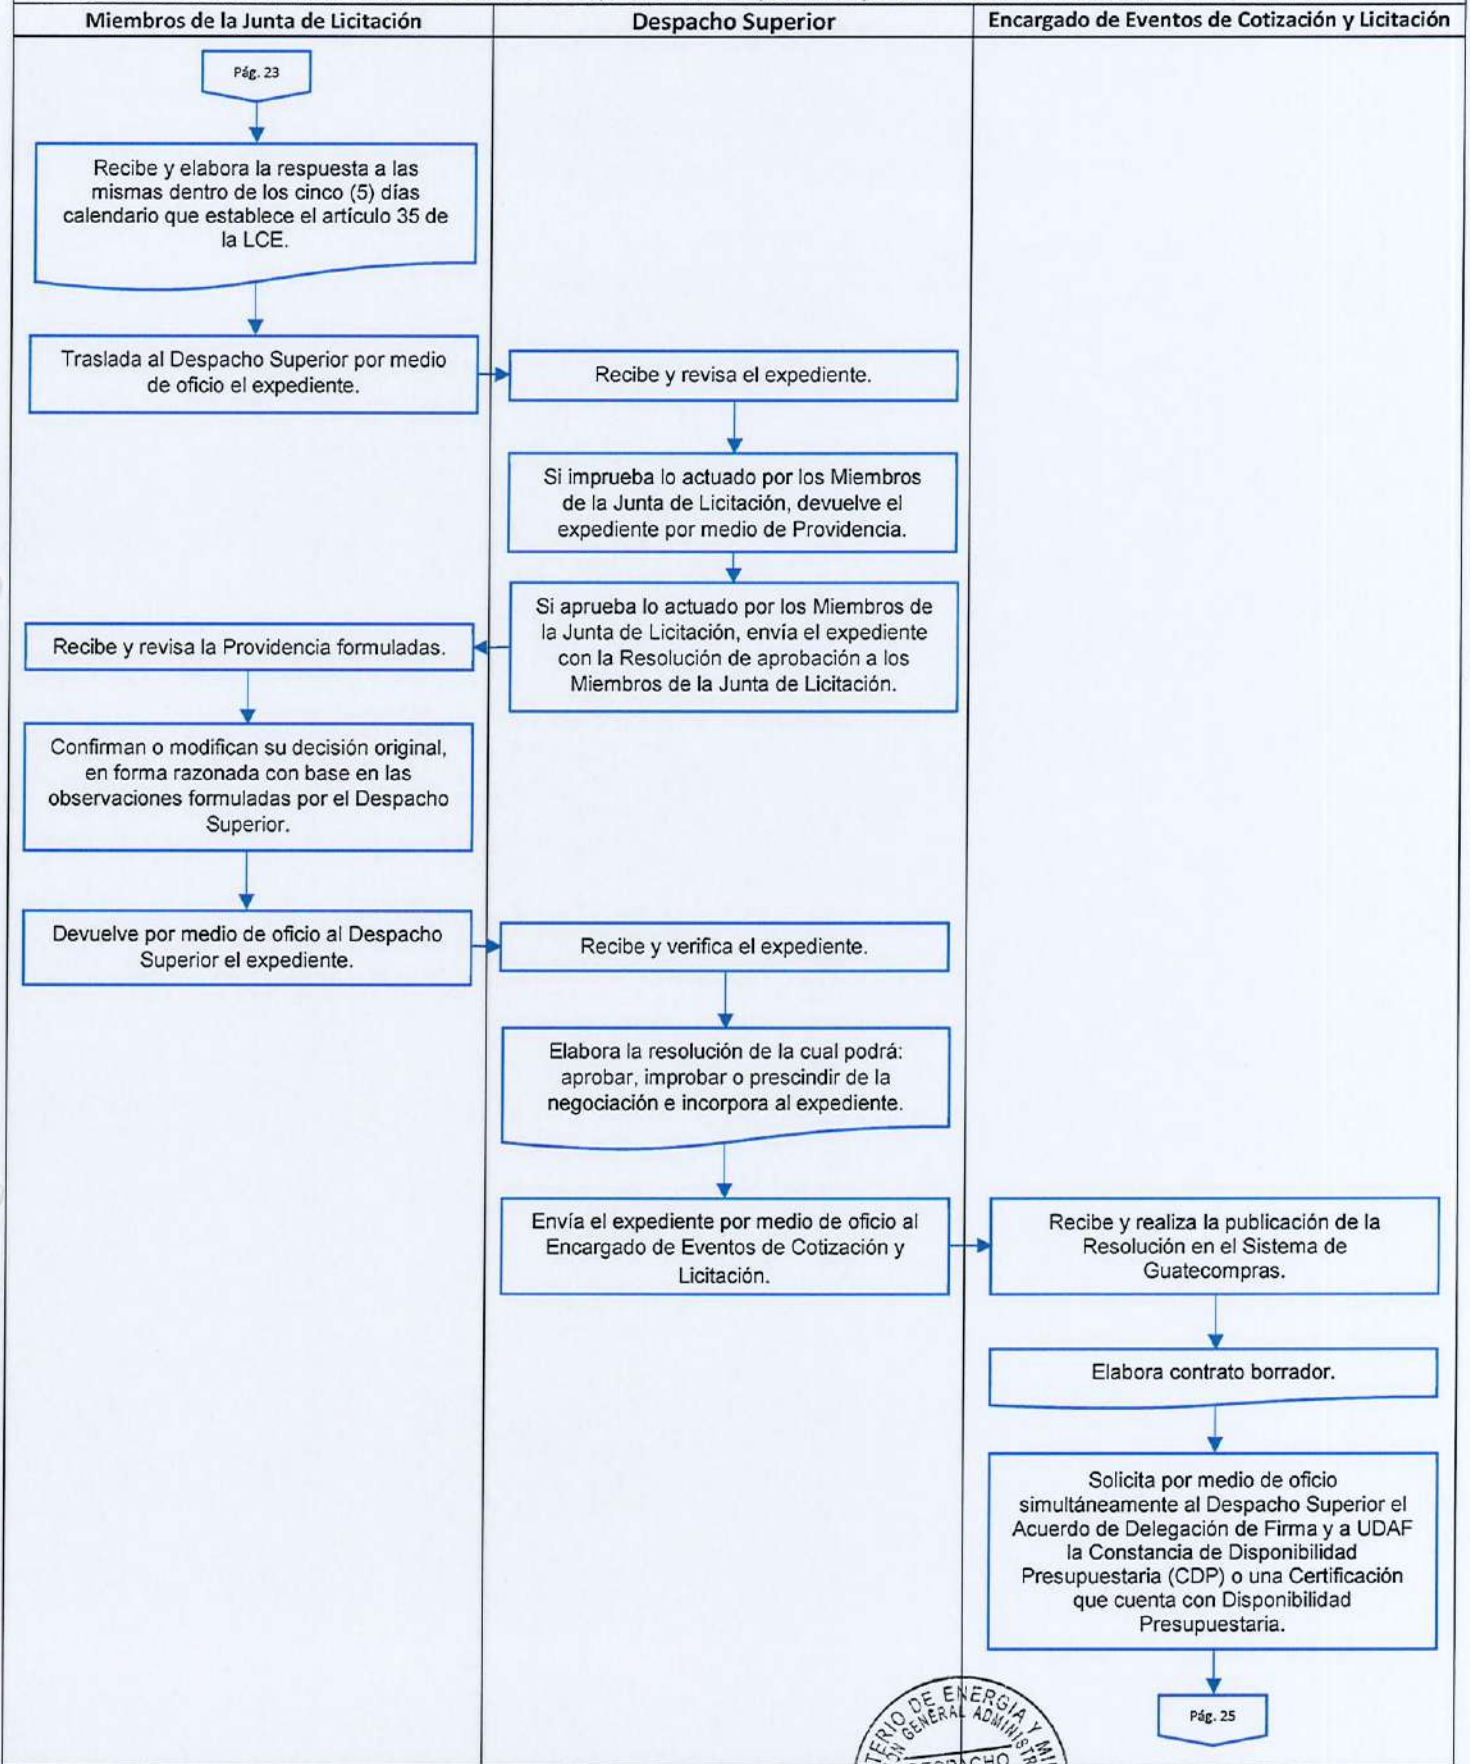 Miembros de la Junta de Licitación
Despacho Superior
Encargado de Eventos de Cotización y Licitación
Pág. 23
Recibe y elabora la respuesta a las
mismas dentro de los cinco (5) días
calendario que establece el artículo 35 de
la LCE.
Traslada al Despacho Superior por medio
de oficio el expediente.
Recibe y revisa el expediente.
Si imprueba lo actuado por los Miembros
de la Junta de Licitación, devuelve el
expediente por medio de Providencia.
Si aprueba lo actuado por los Miembros de
la Junta de Licitación, envía el expediente
con la Resolución de aprobación a los
Miembros de la Junta de Licitación.
Recibe y revisa la Providencia formuladas.
Confirman o modifican su decisión original,
en forma razonada con base en las
observaciones formuladas por el Despacho
Superior.
Devuelve por medio de oficio al Despacho
Superior el expediente.
Recibe y verifica el expediente.
Elabora la resolución de la cual podrá:
aprobar, improbar o prescindir de la
negociación e incorpora al expediente.
Envía el expediente por medio de oficio al
Encargado de Eventos de Cotización y
Licitación.
Recibe y realiza la publicación de la
Resolución en el Sistema de
Guatecompras.
Elabora contrato borrador.
Solicita por medio de oficio
simultáneamente al Despacho Superior el
Acuerdo de Delegación de Firma y a UDAF
la Constancia de Disponibilidad
Presupuestaria (CDP) o una Certificación
que cuenta con Disponibilidad
Presupuestaria.
Pág. 25
DE ENERGIA Y
GENERAL